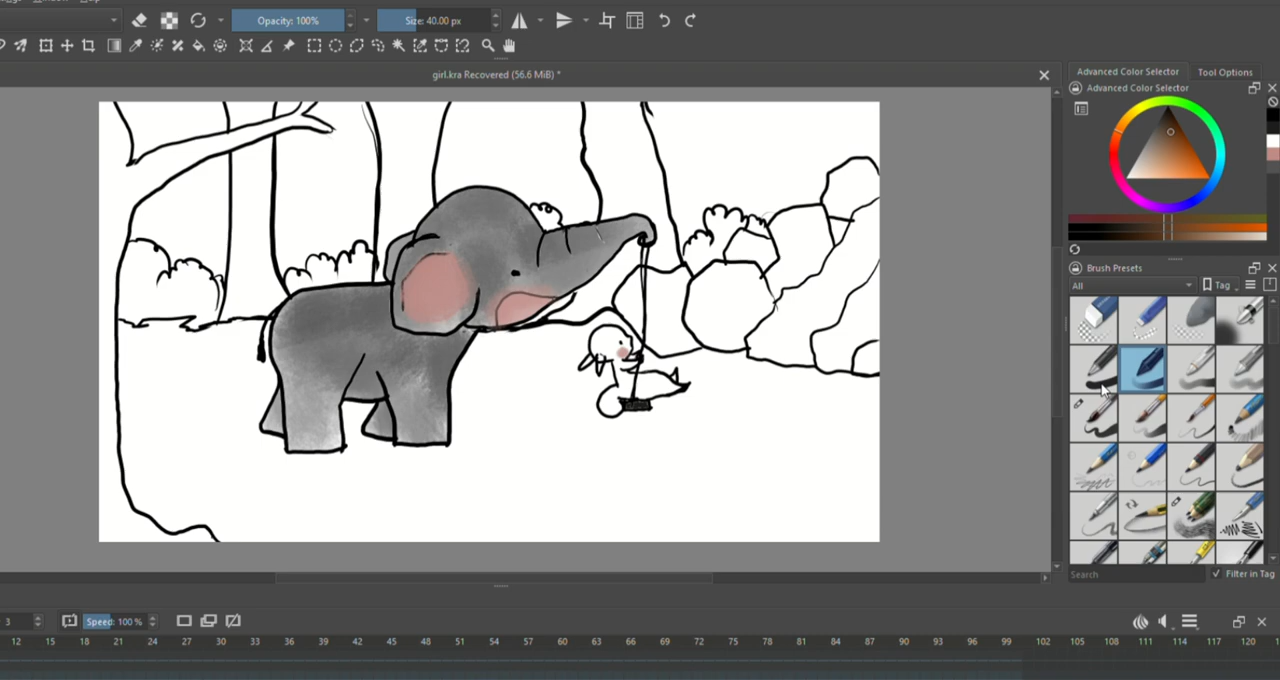 Opacity: 100%
Size: 40.00 px
girl.kra Recovered (56.6 MiB) *
Advanced Color Selector
Tool Options
Advanced Color Selector
Brush Presets
All
Tag
Search
Filter in Tag
3
Speed: 100 %
12 15 18 21 24 27 30 33 36 39 42 45 48 51 54 57 60 63 66 69 72 75 78 81 84 87 90 93 96 99 102 105 108 111 114 117 120